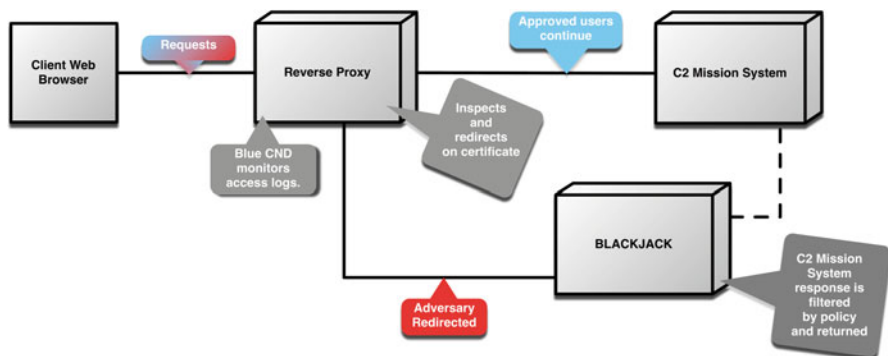 Client Web
Browser
Requests
Reverse Proxy
Approved users
continue
C2 Mission System
Blue CND
monitors
access logs.
Inspects
and
redirects
on certificate
BLACKJACK
Adversary
Redirected
C2 Mission
System
response is
filtered
by policy
and returned